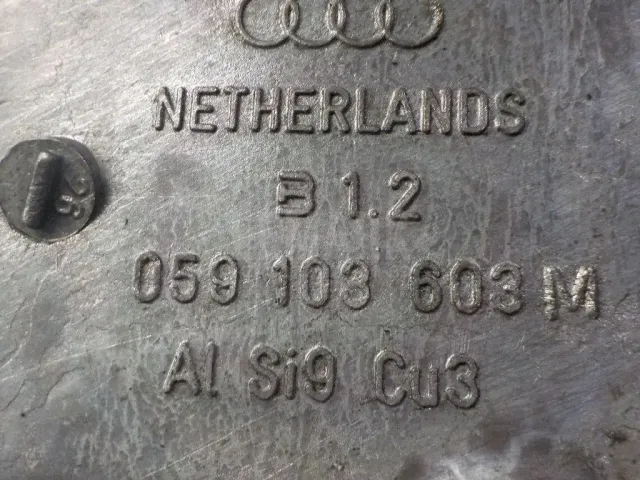 NETHERLANDS
B 1.2
059 103 603 M
Al Si9 Cu3